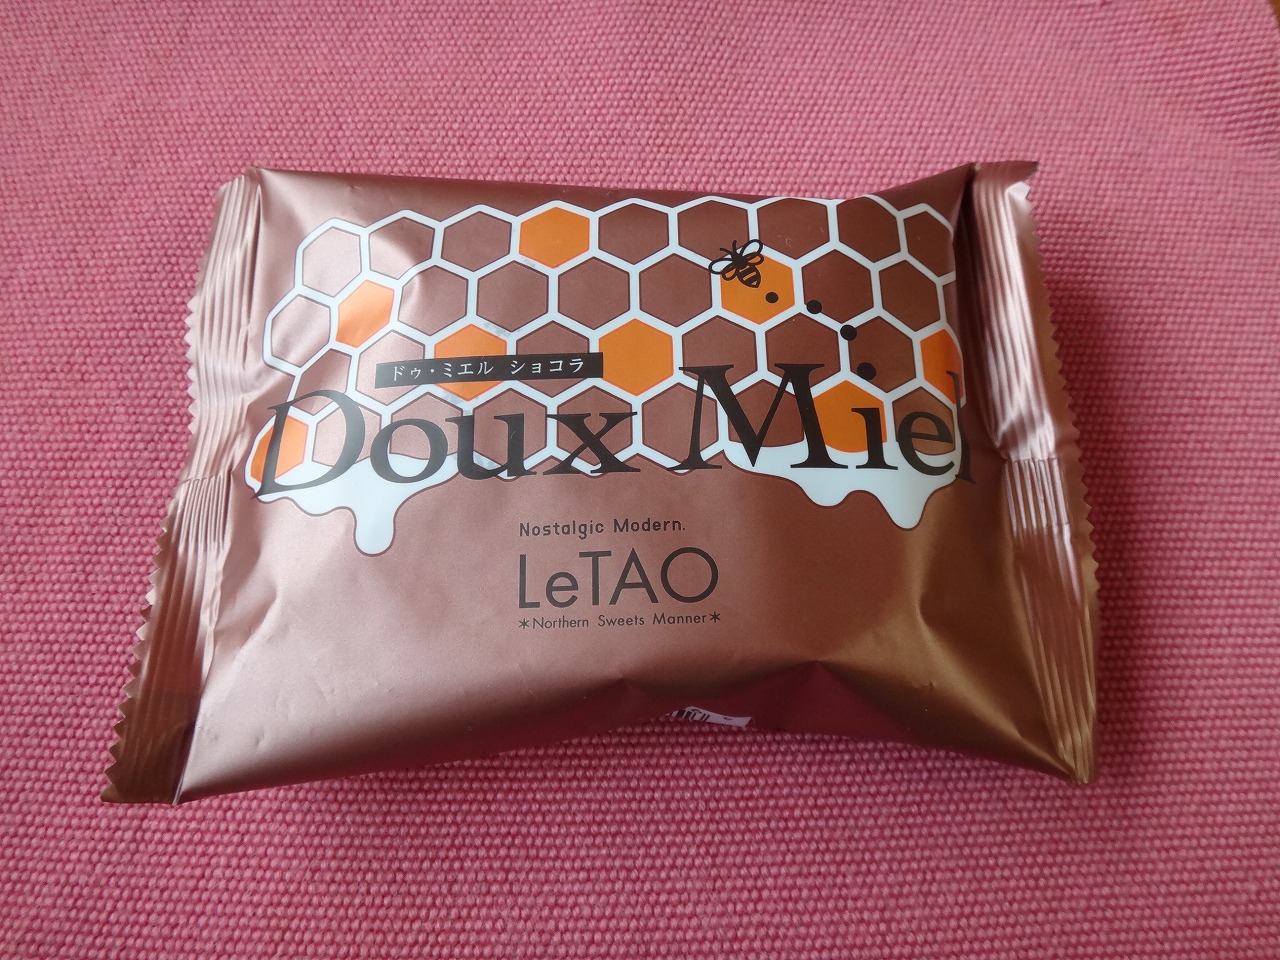 ドゥ・ミエル ショコラ
Doux Miel
Nostalgic Modern.
LeTAO
*Northern Sweets Manner*